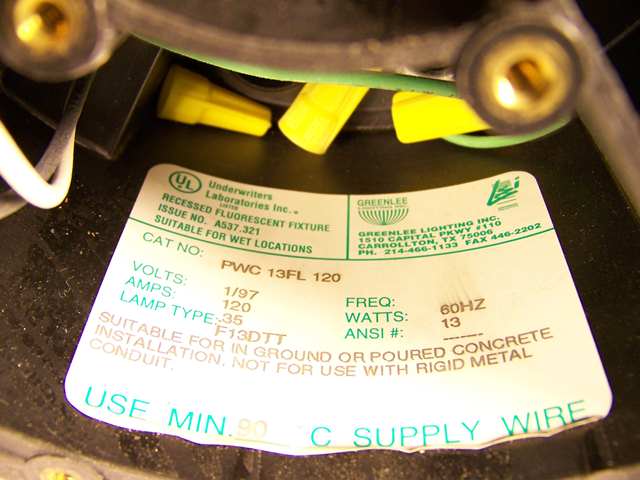 UL
Underwriters
Laboratories Inc.®
LISTED
RECESSED FLUORESCENT FIXTURE
ISSUE NO. A537,321
SUITABLE FOR WET LOCATIONS
GREENLEE
GREENLEE LIGHTING INC.
1510 CAPITAL PKWY #110
CARROLLTON, TX 75006
PH. 214-466-1133 FAX 446-2202
CAT NO: PWC 13FL 120
1/97
VOLTS: 120
AMPS: .35
LAMP TYPE: F13DTT
FREQ: 60HZ
WATTS: 13
ANSI #: ------
SUITABLE FOR IN GROUND OR POURED CONCRETE
INSTALLATION, NOT FOR USE WITH RIGID METAL
CONDUIT.
USE MIN. 90 C SUPPLY WIRE